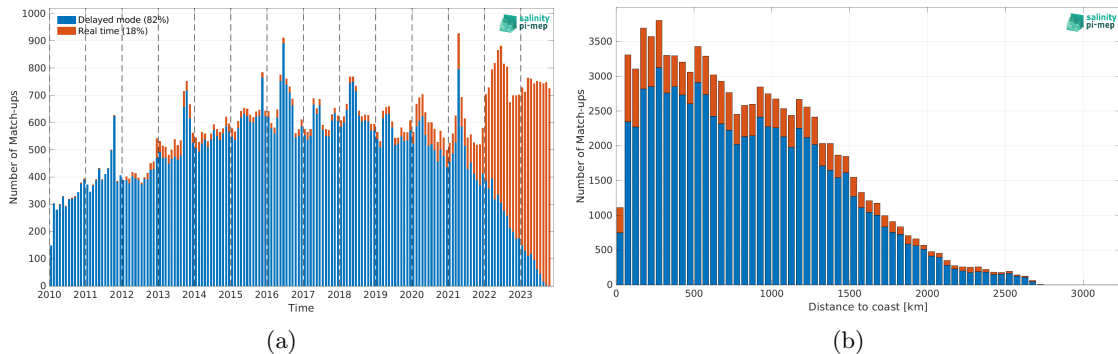 Delayed mode (82%)
Real time (18%)
salinity
pi-mep
Number of Match-ups
1000
900
800
700
600
500
400
300
200
100
0
2010 2011 2012 2013 2014 2015 2016 2017 2018 2019 2020 2021 2022 2023
Time
(a)
salinity
pi-mep
Number of Match-ups
3500
3000
2500
2000
1500
1000
500
0
0 500 1000 1500 2000 2500 3000
Distance to coast [km]
(b)